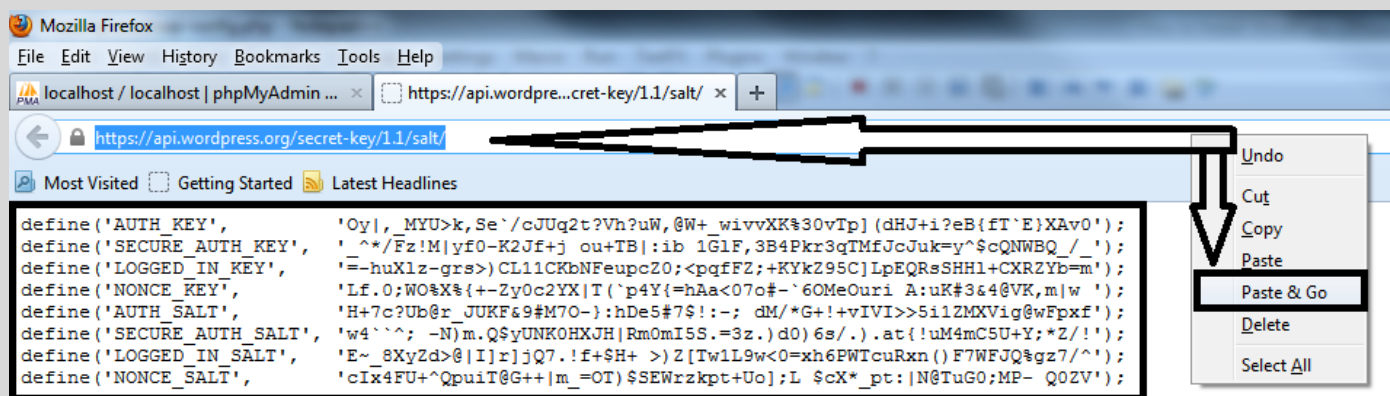 Mozilla Firefox
File Edit View History Bookmarks Tools Help
PMA localhost / localhost | phpMyAdmin ... × https://api.wordpre...cret-key/1.1/salt/ × +
https://api.wordpress.org/secret-key/1.1/salt/
Most Visited Getting Started Latest Headlines
define('AUTH_KEY', 'Oy|,_MYU>k,Se`/cJUq2t?Vh?uW,@W+_wivvXK%30vTp](dHJ+i?eB{fT`E}XAv0');
define('SECURE_AUTH_KEY', '_^*/Fz!M|yf0-K2Jf+j ou+TB|:ib 1GlF,3B4Pkr3qTMfJcJuk=y^$cQNWBQ_/_');
define('LOGGED_IN_KEY', '=-huXlz-grs>)CL11CKbNFeupcZ0;<pqfFZ;+KYkZ95C]LpEQRsSHHl+CXRZYb=m');
define('NONCE_KEY', 'Lf.0;WO%X%{+-Zy0c2YX|T(`p4Y{=hAa<07o#-`6OMeOuri A:uK#3&4@VK,m|w ');
define('AUTH_SALT', 'H+7c?Ub@r_JUKF&9#M7O-}:hDe5#7$!:-; dM/*G+!+vIVI>>5i1ZMXVig@wFpxf');
define('SECURE_AUTH_SALT', 'w4``^; -N)m.Q$yUNK0HXJH|Rm0mI5S.=3z.)d0)6s/.).at{!uM4mC5U+Y;*Z/!');
define('LOGGED_IN_SALT', 'E~_8XyZd>@|I]r]jQ7.!f+$H+ >)Z[Tw1L9w<0=xh6PWTcuRxn()F7WFJQ%gz7/^');
define('NONCE_SALT', 'cIx4FU+^QpuiT@G++|m_=OT)$SEWrzkpt+Uo];L $cX*_pt:|N@TuG0;MP- Q0ZV');
Undo
Cut
Copy
Paste
Paste & Go
Delete
Select All